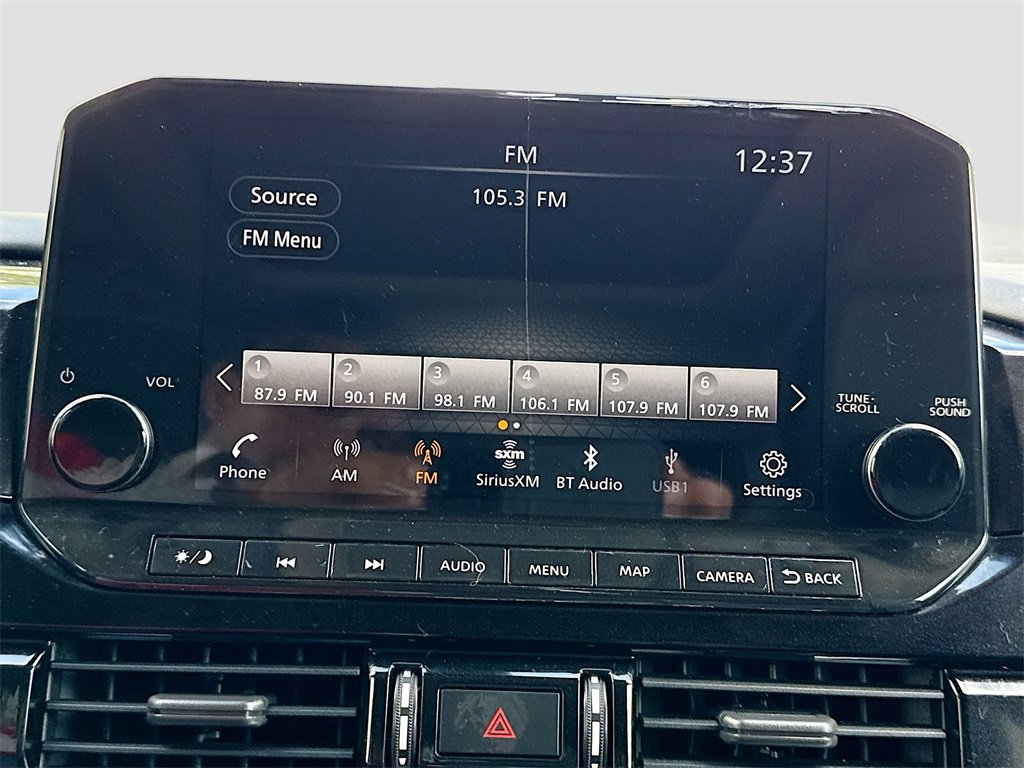 FM
12:37
Source
105.3 FM
FM Menu
1 2 3 4 5 6
87.9 FM 90.1 FM 98.1 FM 106.1 FM 107.9 FM 107.9 FM
VOL
TUNE·
SCROLL
PUSH
SOUND
Phone AM FM sxm SiriusXM BT Audio USB1 Settings
AUDIO MENU MAP CAMERA BACK